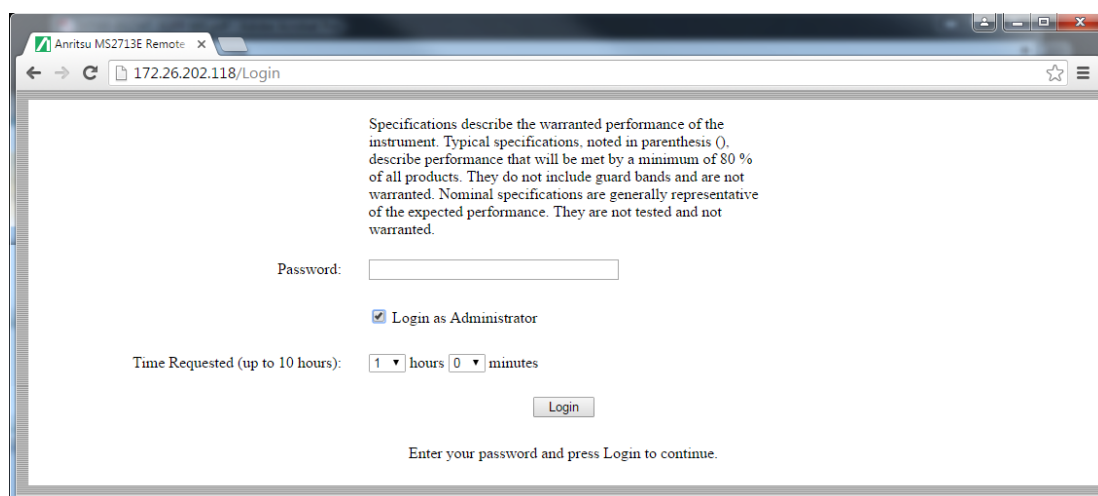 Anritsu MS2713E Remote
172.26.202.118/Login
Specifications describe the warranted performance of the
instrument. Typical specifications, noted in parenthesis (),
describe performance that will be met by a minimum of 80 %
of all products. They do not include guard bands and are not
warranted. Nominal specifications are generally representative
of the expected performance. They are not tested and not
warranted.
Password:
Login as Administrator
Time Requested (up to 10 hours): 1 hours 0 minutes
Login
Enter your password and press Login to continue.